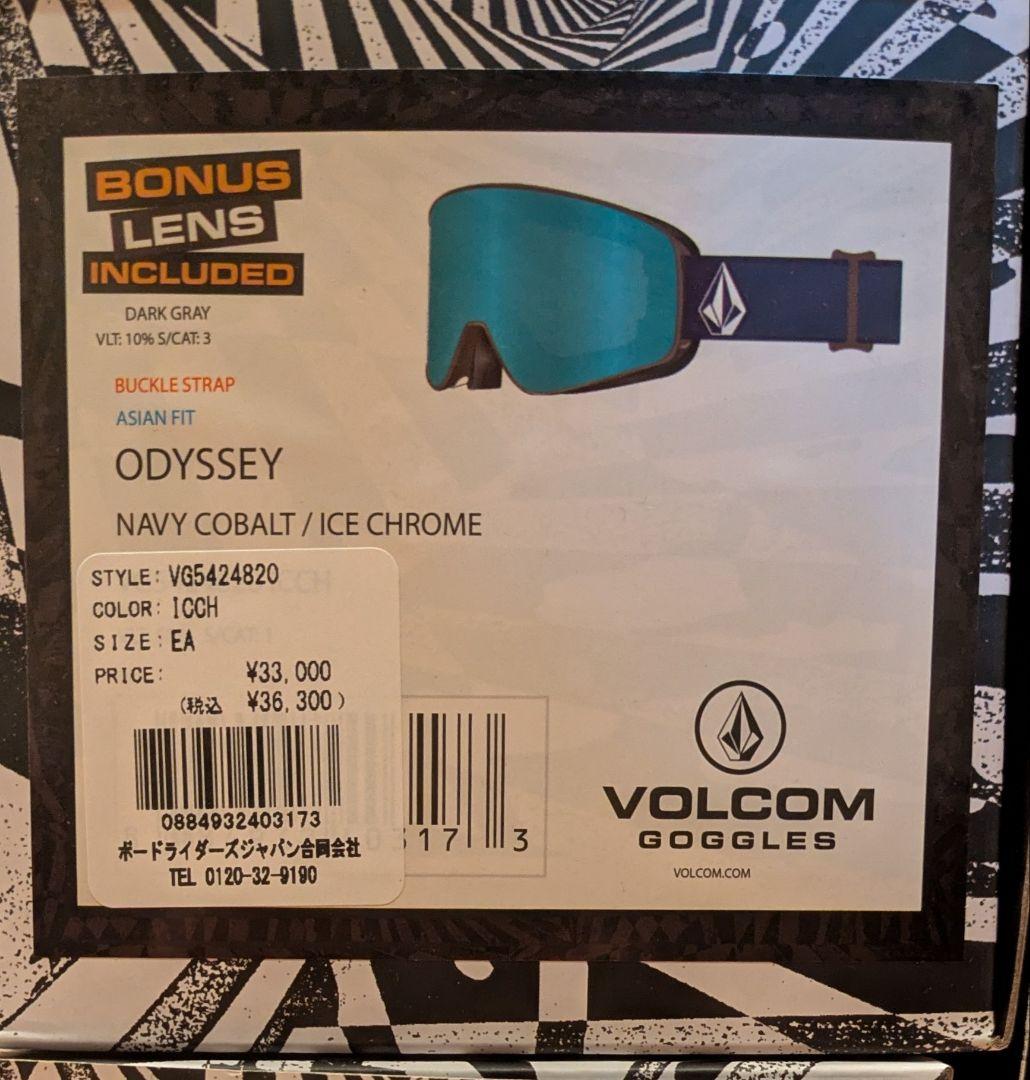 BONUS
LENS
INCLUDED
DARK GRAY
VLT: 10% S/CAT: 3
BUCKLE STRAP
ASIAN FIT
ODYSSEY
NAVY COBALT / ICE CHROME
STYLE: VG5424820
COLOR: ICCH
SIZE: EA
PRICE: ¥33,000
(税込 ¥36,300)
0884932403173
ボードライダーズジャパン合同会社
TEL 0120-32-9190
0317 3
VOLCOM
GOGGLES
VOLCOM.COM